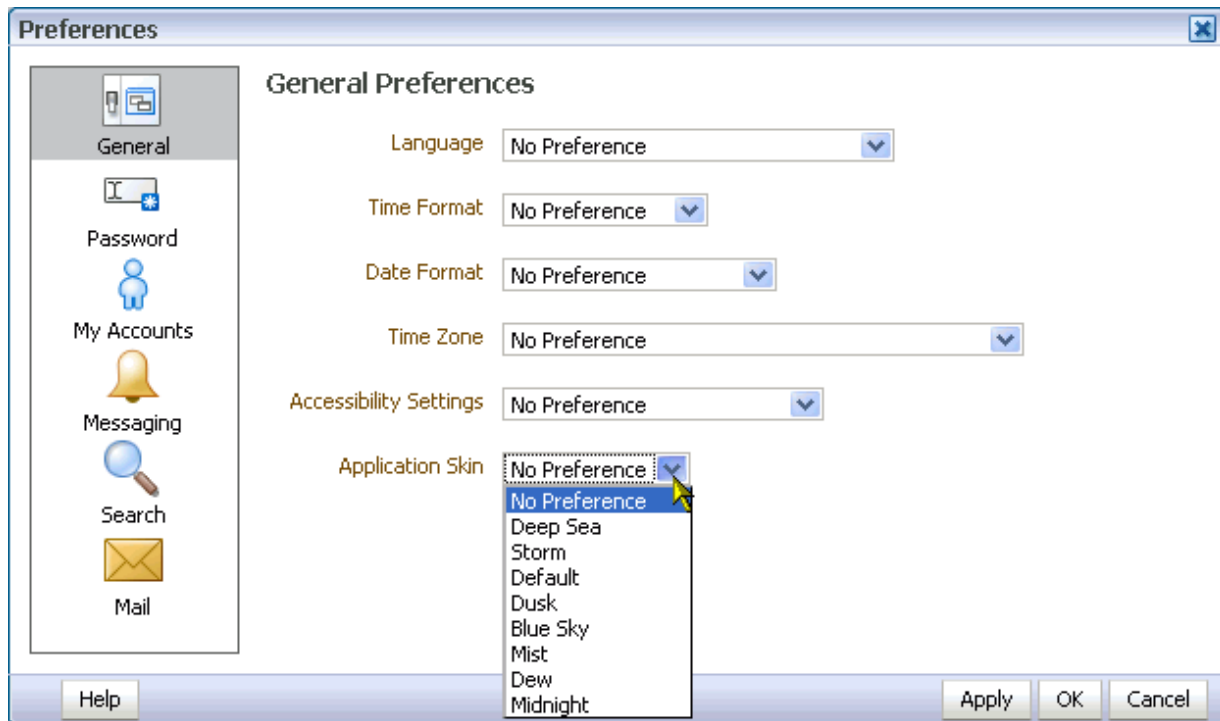 Preferences
General
Password
My Accounts
Messaging
Search
Mail
General Preferences
Language No Preference
Time Format No Preference
Date Format No Preference
Time Zone No Preference
Accessibility Settings No Preference
Application Skin No Preference
No Preference
Deep Sea
Storm
Default
Dusk
Blue Sky
Mist
Dew
Midnight
Help Apply OK Cancel